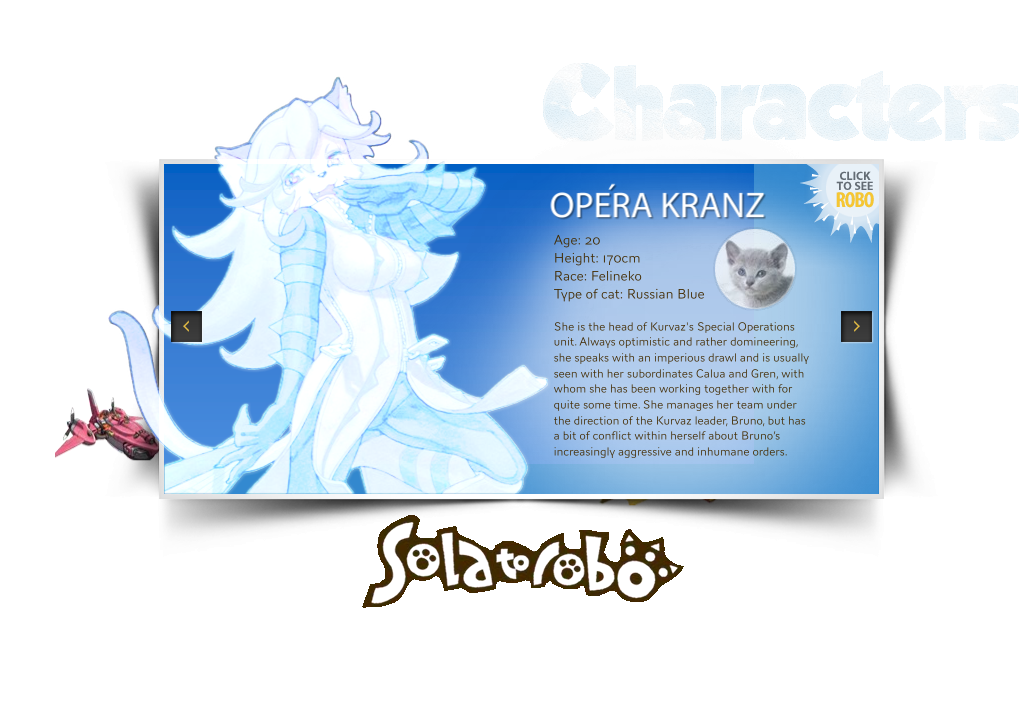 Characters
CLICK
TO SEE
ROBO
OPÉRA KRANZ
Age: 20
Height: 170cm
Race: Felineko
Type of cat: Russian Blue
She is the head of Kurvaz's Special Operations
unit. Always optimistic and rather domineering,
she speaks with an imperious drawl and is usually
seen with her subordinates Calua and Gren, with
whom she has been working together with for
quite some time. She manages her team under
the direction of the Kurvaz leader, Bruno, but has
a bit of conflict within herself about Bruno's
increasingly aggressive and inhumane orders.
Solatorobo